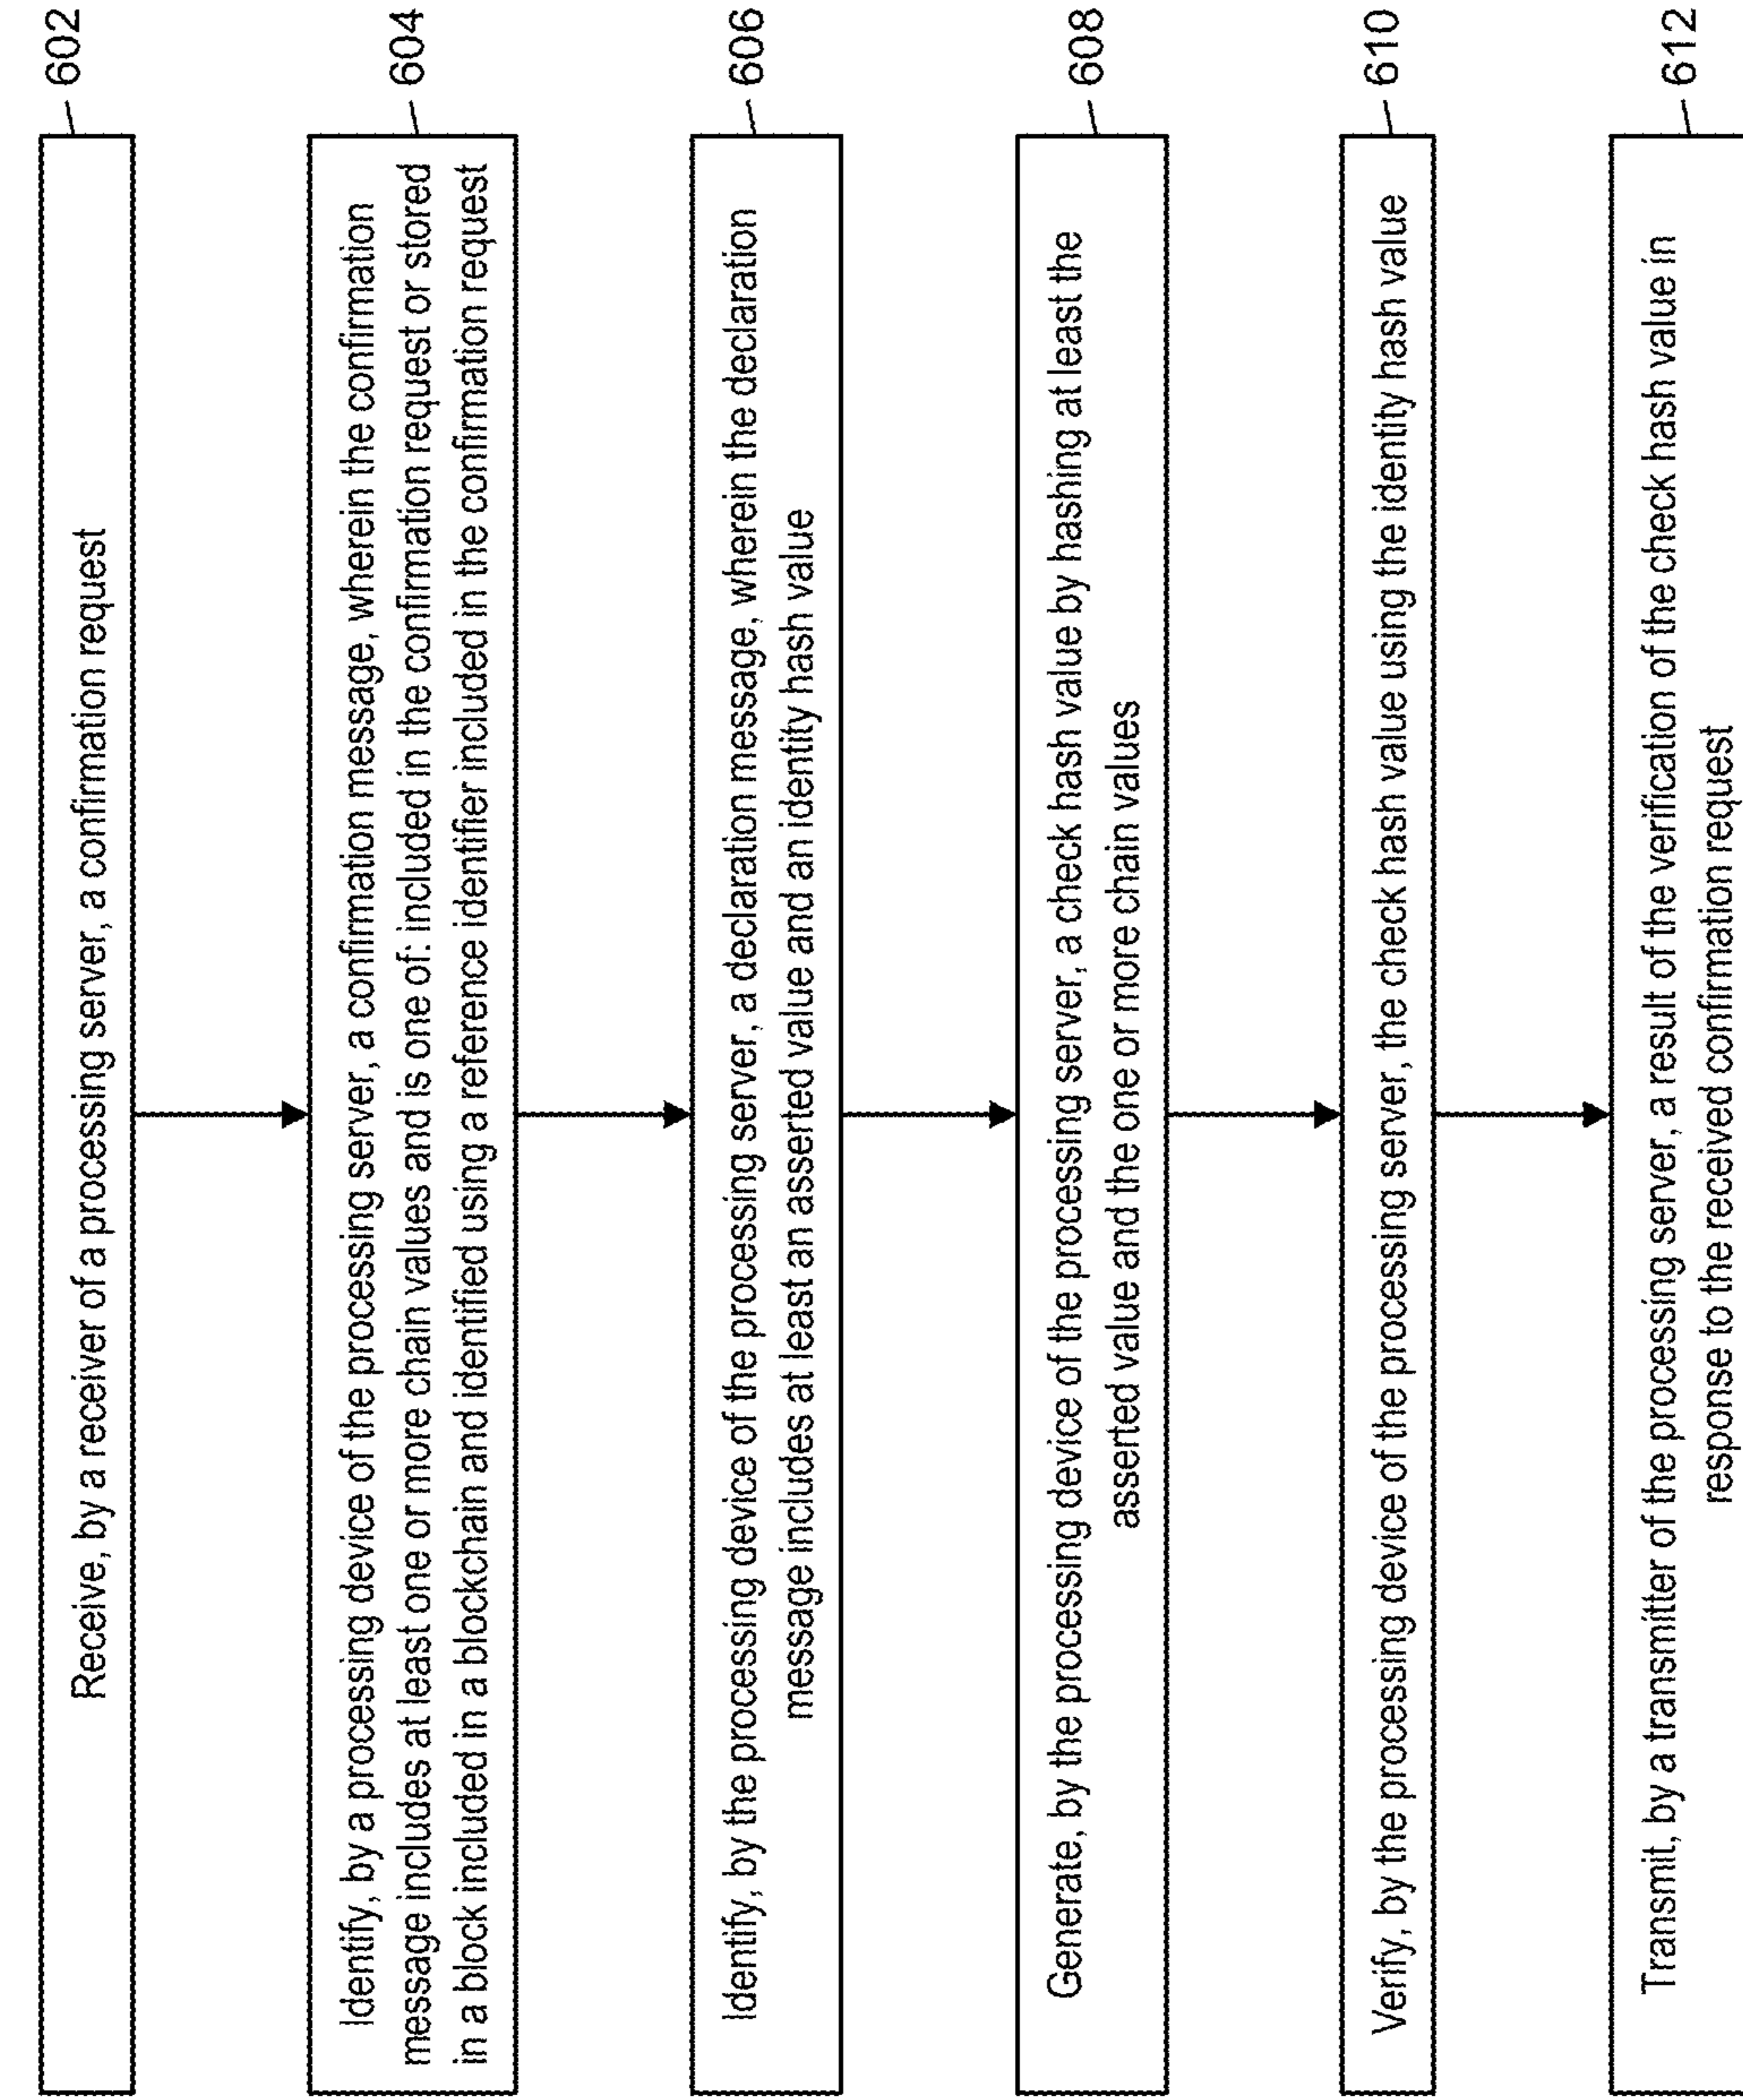 Receive, by a receiver of a processing server, a confirmation request
602
Identify, by a processing device of the processing server, a confirmation message, wherein the confirmation
message includes at least one or more chain values and is one of: included in the confirmation request or stored
in a block included in a blockchain and identified using a reference identifier included in the confirmation request
604
Identify, by the processing device of the processing server, a declaration message, wherein the declaration
message includes at least an asserted value and an identity hash value
606
Generate, by the processing device of the processing server, a check hash value by hashing at least the
asserted value and the one or more chain values
608
Verify, by the processing device of the processing server, the check hash value using the identity hash value
610
Transmit, by a transmitter of the processing server, a result of the verification of the check hash value in
response to the received confirmation request
612